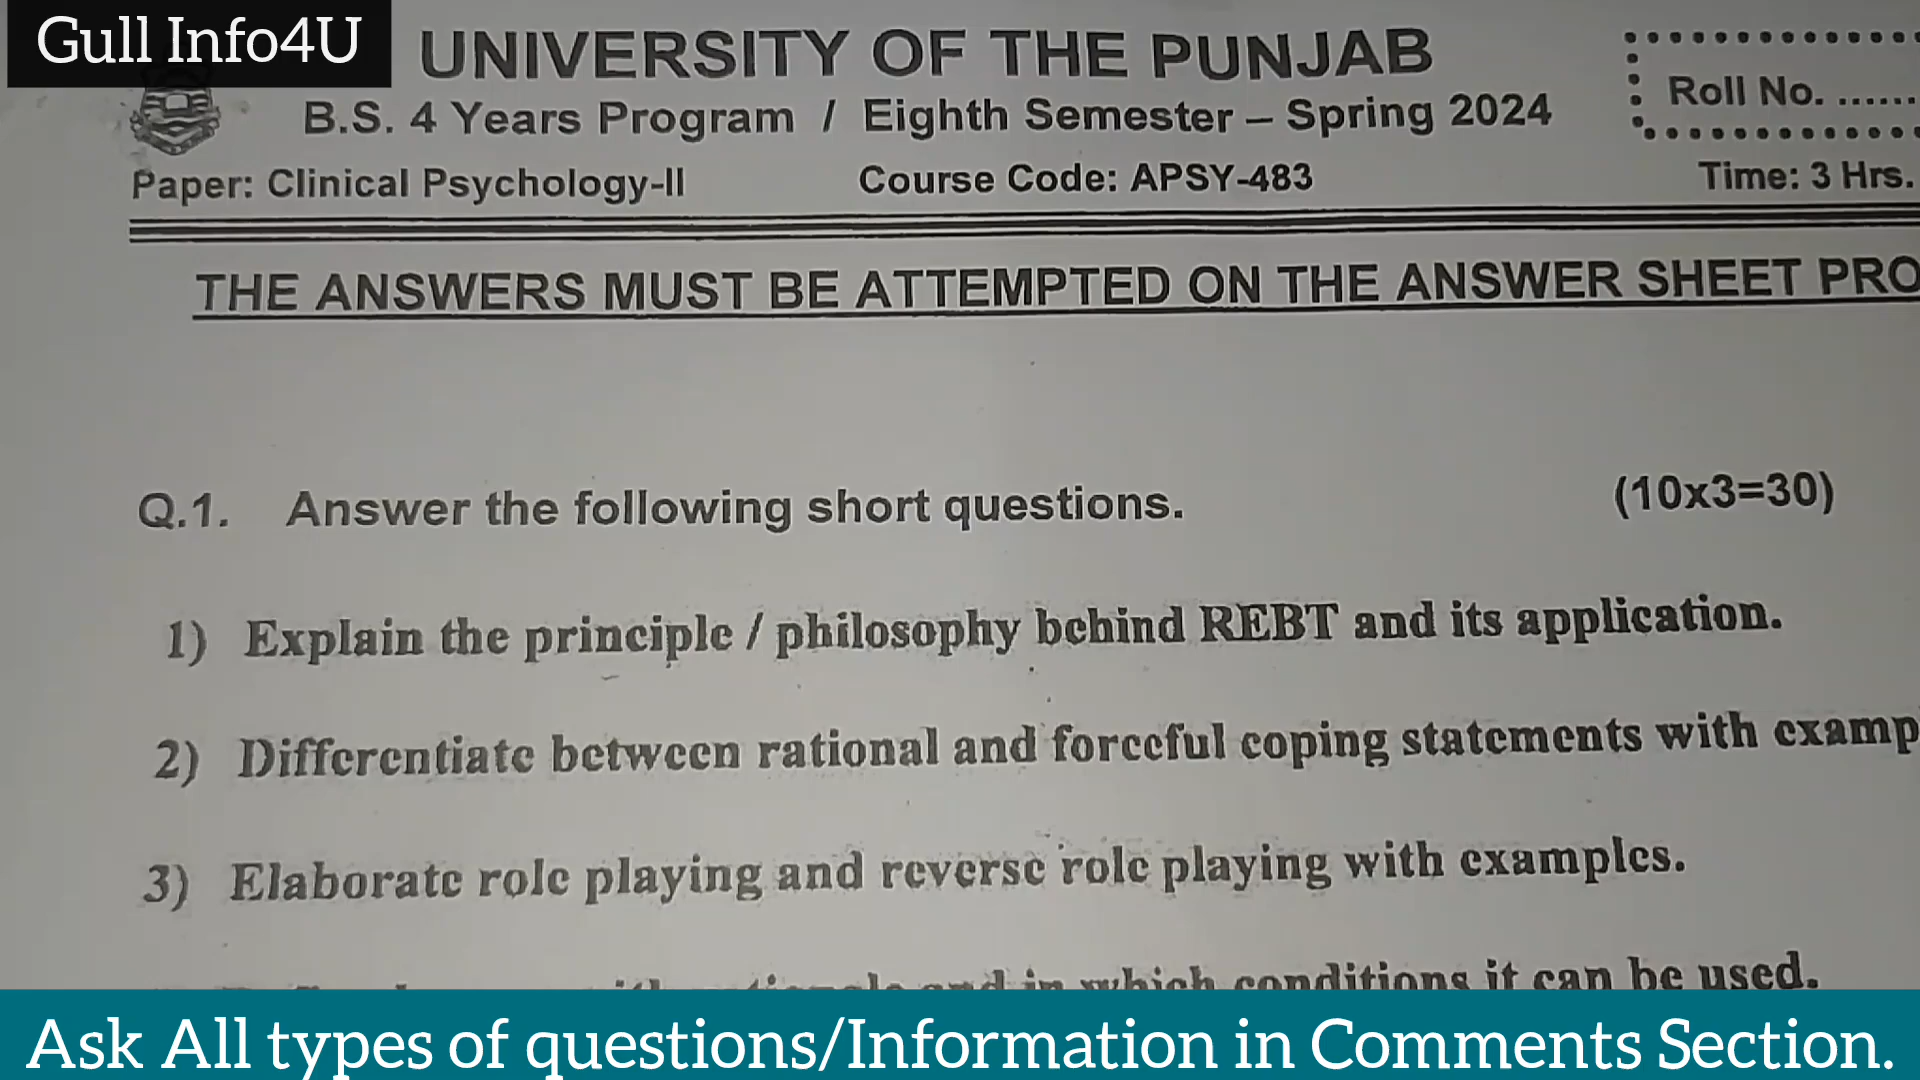 Gull Info4U
UNIVERSITY OF THE PUNJAB
B.S. 4 Years Program / Eighth Semester – Spring 2024
Roll No. ......
Paper: Clinical Psychology-II Course Code: APSY-483 Time: 3 Hrs.
THE ANSWERS MUST BE ATTEMPTED ON THE ANSWER SHEET PRO
Q.1. Answer the following short questions. (10x3=30)
1) Explain the principle / philosophy behind REBT and its application.
2) Differentiate between rational and forceful coping statements with examp
3) Elaborate role playing and reverse role playing with examples.
and in which conditions it can be used.
Ask All types of questions/Information in Comments Section.